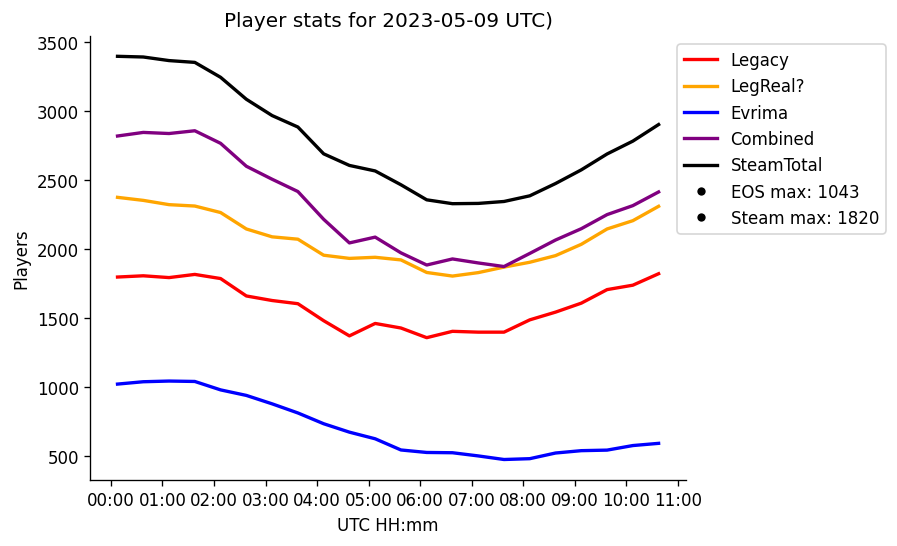 Player stats for 2023-05-09 UTC)
3500
3000
2500
2000
1500
1000
500
Players
00:00 01:00 02:00 03:00 04:00 05:00 06:00 07:00 08:00 09:00 10:00 11:00
UTC HH:mm
Legacy
LegReal?
Evrima
Combined
SteamTotal
EOS max: 1043
Steam max: 1820